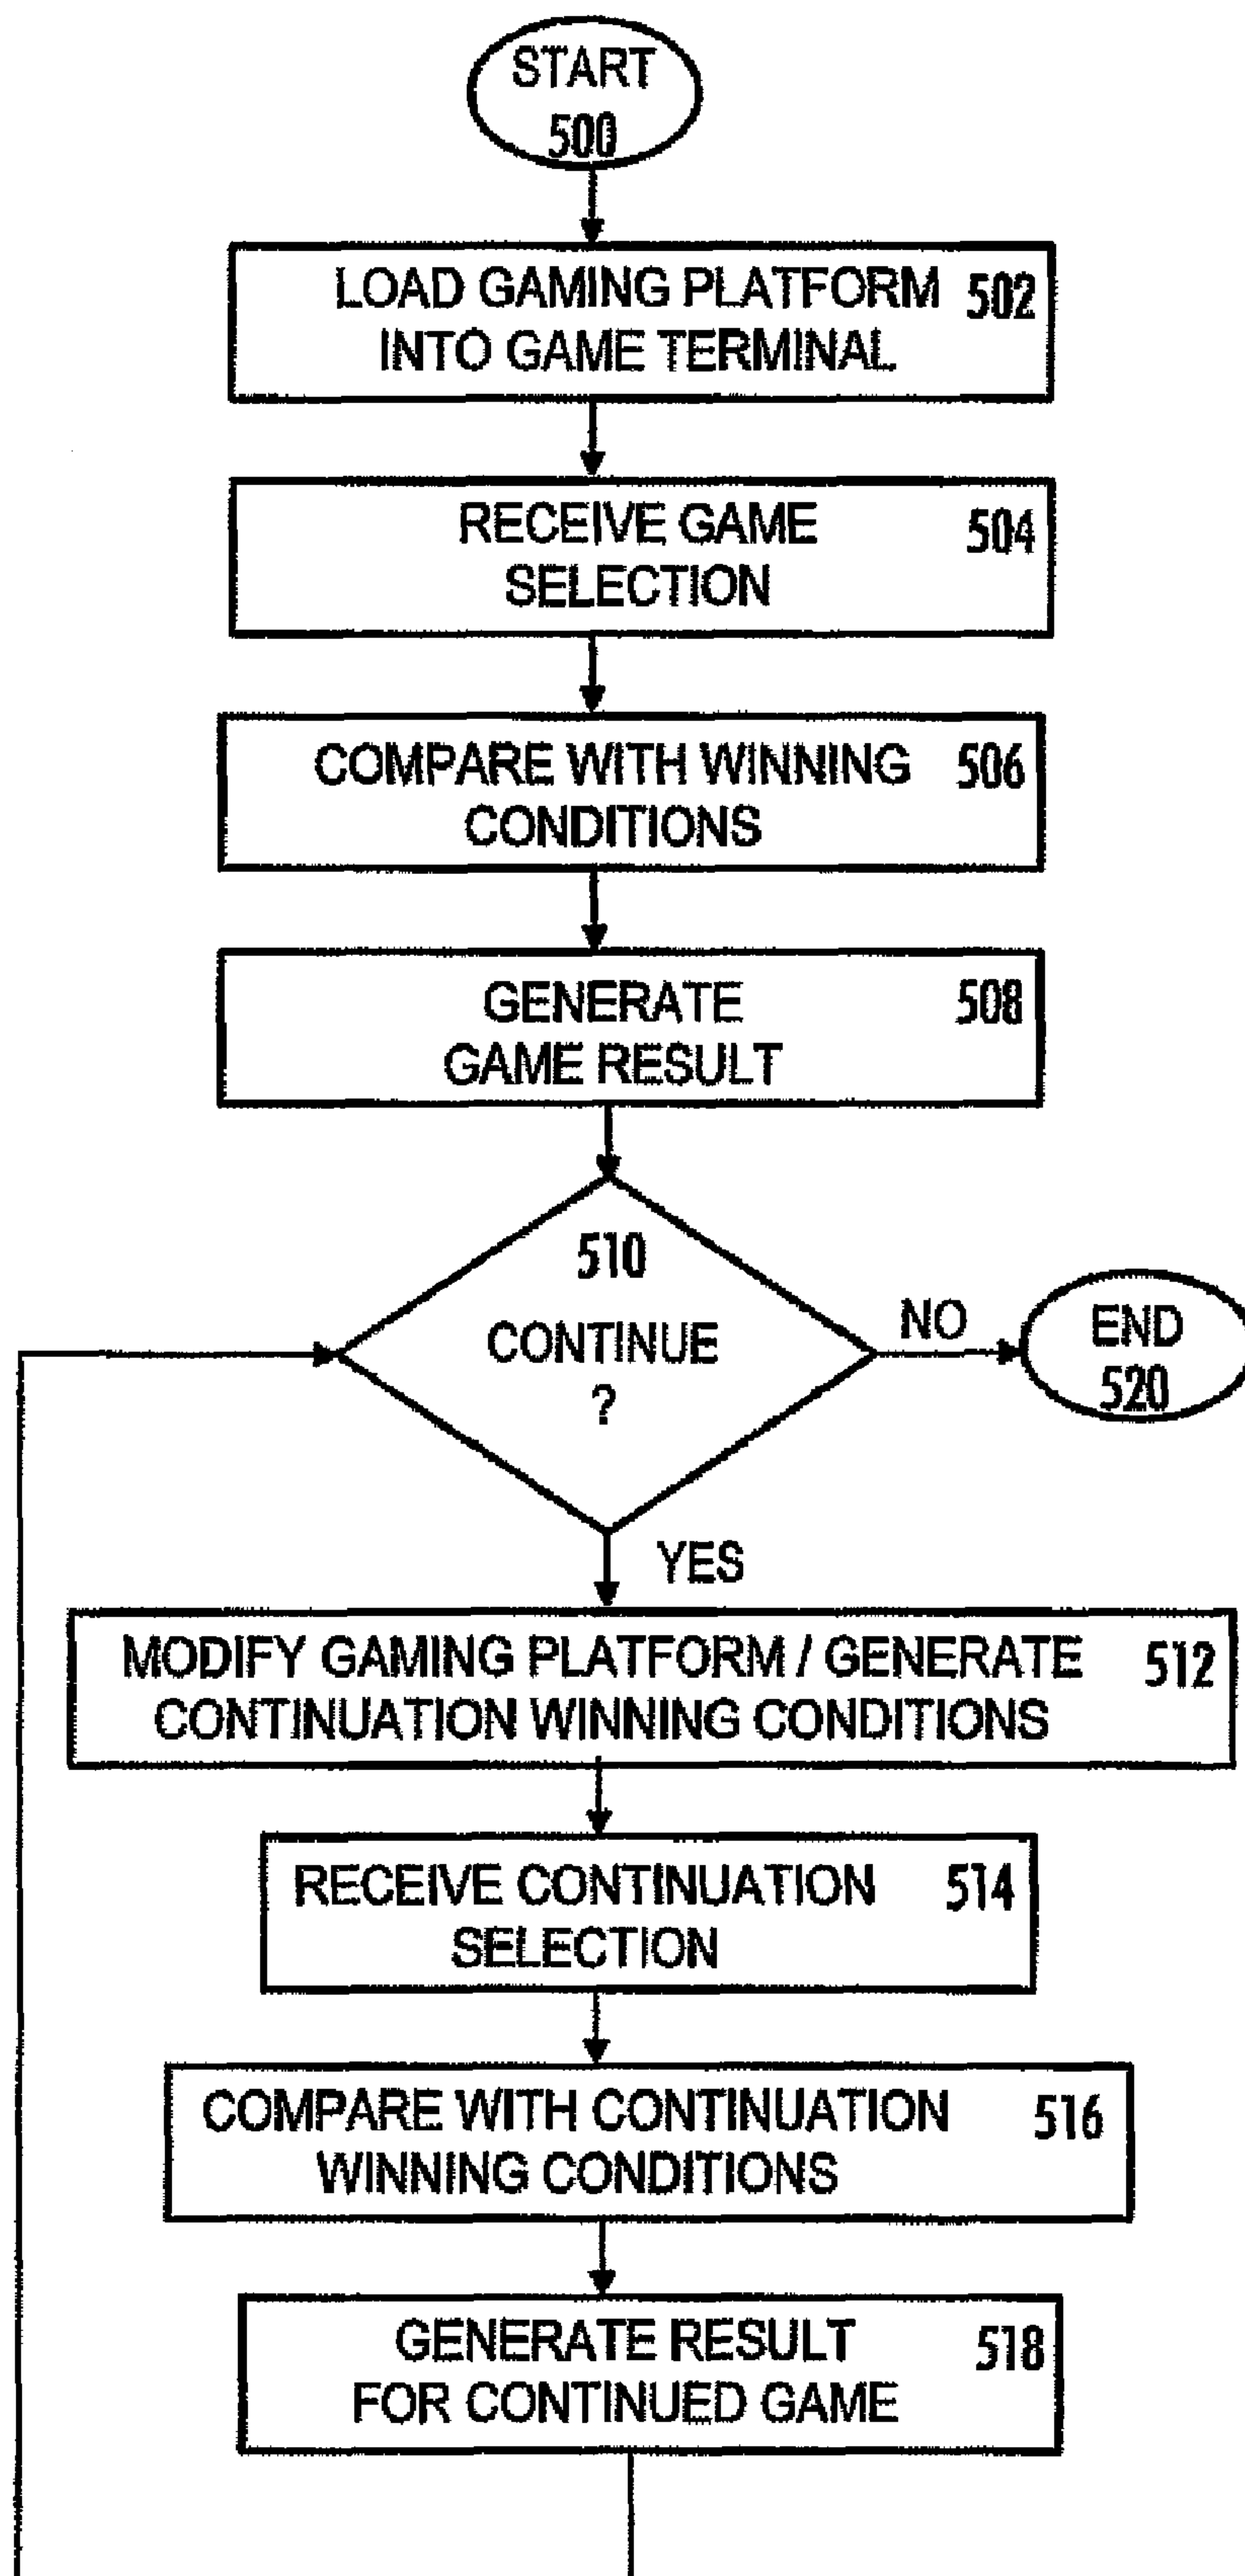 START
500
LOAD GAMING PLATFORM 502
INTO GAME TERMINAL
RECEIVE GAME 504
SELECTION
COMPARE WITH WINNING 506
CONDITIONS
GENERATE 508
GAME RESULT
510
CONTINUE
?
NO
END
520
YES
MODIFY GAMING PLATFORM / GENERATE 512
CONTINUATION WINNING CONDITIONS
RECEIVE CONTINUATION 514
SELECTION
COMPARE WITH CONTINUATION 516
WINNING CONDITIONS
GENERATE RESULT 518
FOR CONTINUED GAME